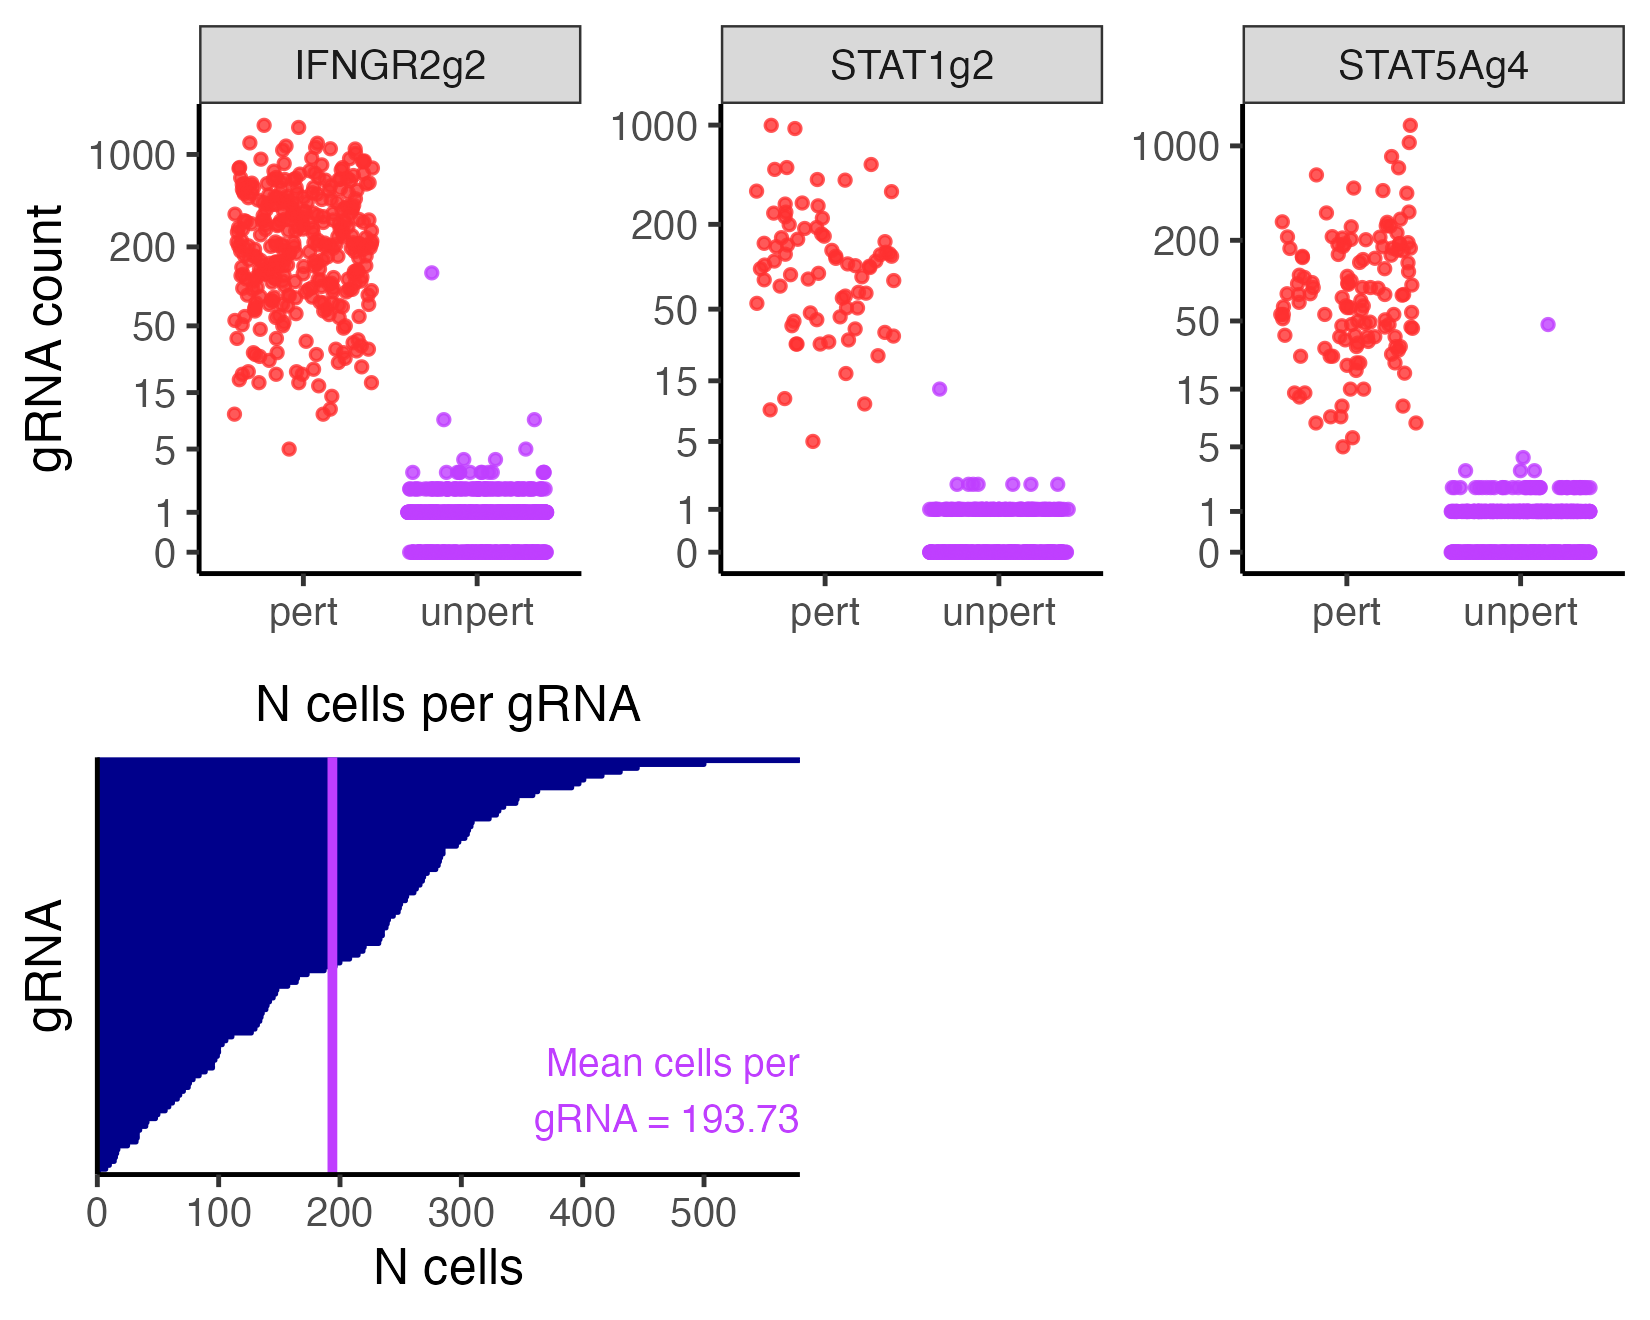 IFNGR2g2
STAT1g2
STAT5Ag4
gRNA count
1000
200
50
15
5
1
0
1000
200
50
15
5
1
0
1000
200
50
15
5
1
0
pert unpert
pert unpert
pert unpert
N cells per gRNA
gRNA
Mean cells per
gRNA = 193.73
0 100 200 300 400 500
N cells